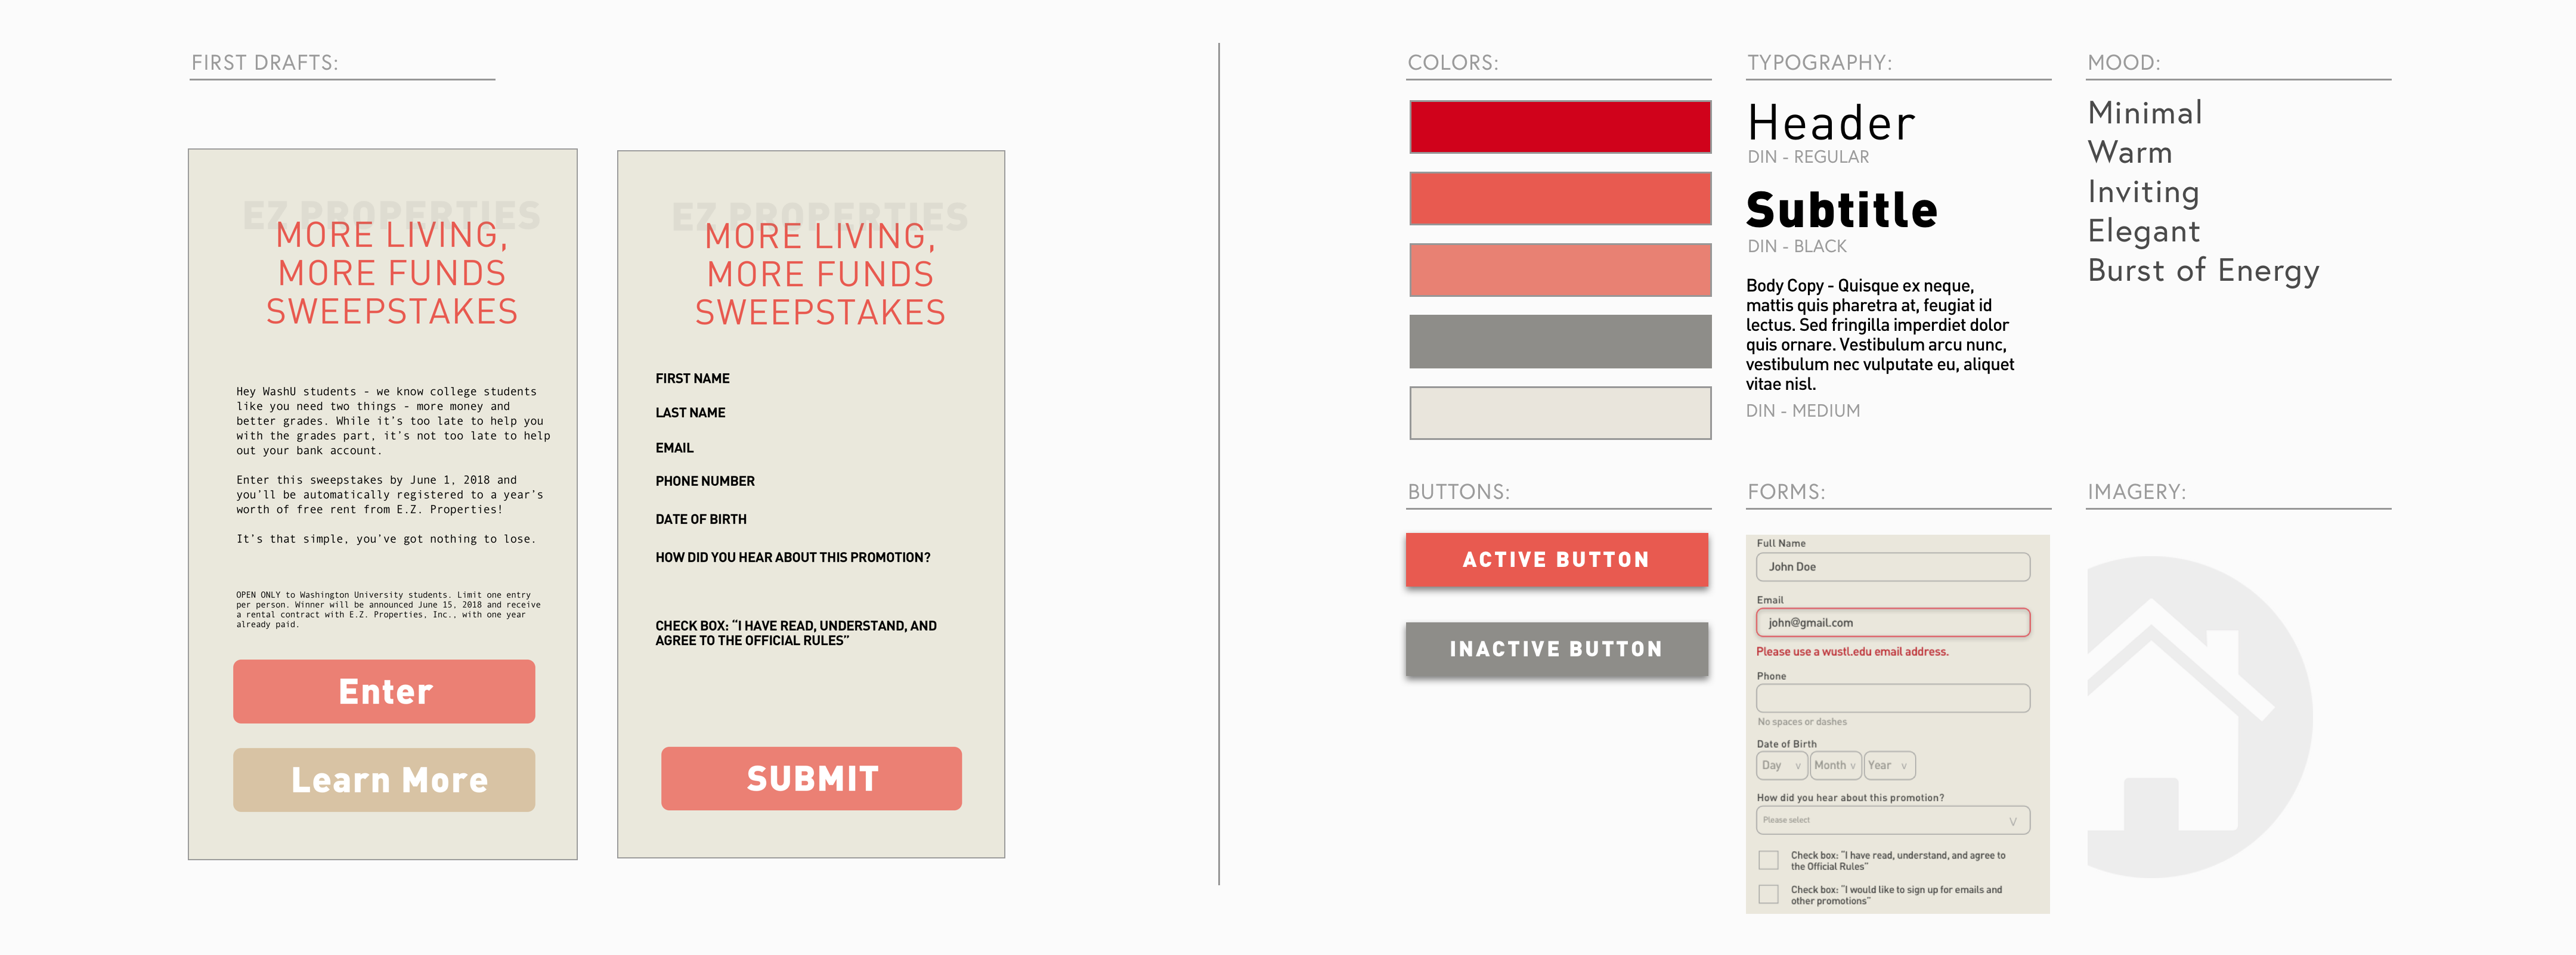 FIRST DRAFTS:
EZ PROPERTIES
MORE LIVING,
MORE FUNDS
SWEEPSTAKES
Hey WashU students - we know college students
like you need two things - more money and
better grades. While it's too late to help you
with the grades part, it's not too late to help
out your bank account.
Enter this sweepstakes by June 1, 2018 and
you'll be automatically registered to a year's
worth of free rent from E.Z. Properties!
It's that simple, you've got nothing to lose.
OPEN ONLY to Washington University students. Limit one entry
per person. Winner will be announced June 15, 2018 and receive
a rental contract with E.Z. Properties, Inc., with one year
already paid.
Enter
Learn More
EZ PROPERTIES
MORE LIVING,
MORE FUNDS
SWEEPSTAKES
FIRST NAME
LAST NAME
EMAIL
PHONE NUMBER
DATE OF BIRTH
HOW DID YOU HEAR ABOUT THIS PROMOTION?
CHECK BOX: “I HAVE READ, UNDERSTAND, AND
AGREE TO THE OFFICIAL RULES”
SUBMIT
COLORS:
TYPOGRAPHY:
Header
DIN - REGULAR
Subtitle
DIN - BLACK
Body Copy - Quisque ex neque,
mattis quis pharetra at, feugiat id
lectus. Sed fringilla imperdiet dolor
quis ornare. Vestibulum arcu nunc,
vestibulum nec vulputate eu, aliquet
vitae nisl.
DIN - MEDIUM
MOOD:
Minimal
Warm
Inviting
Elegant
Burst of Energy
BUTTONS:
ACTIVE BUTTON
INACTIVE BUTTON
FORMS:
Full Name
John Doe
Email
john@gmail.com
Please use a wustl.edu email address.
Phone
No spaces or dashes
Date of Birth
Day v Month v Year v
How did you hear about this promotion?
Please select V
Check box: “I have read, understand, and agree to
the Official Rules”
Check box: “I would like to sign up for emails and
other promotions”
IMAGERY: